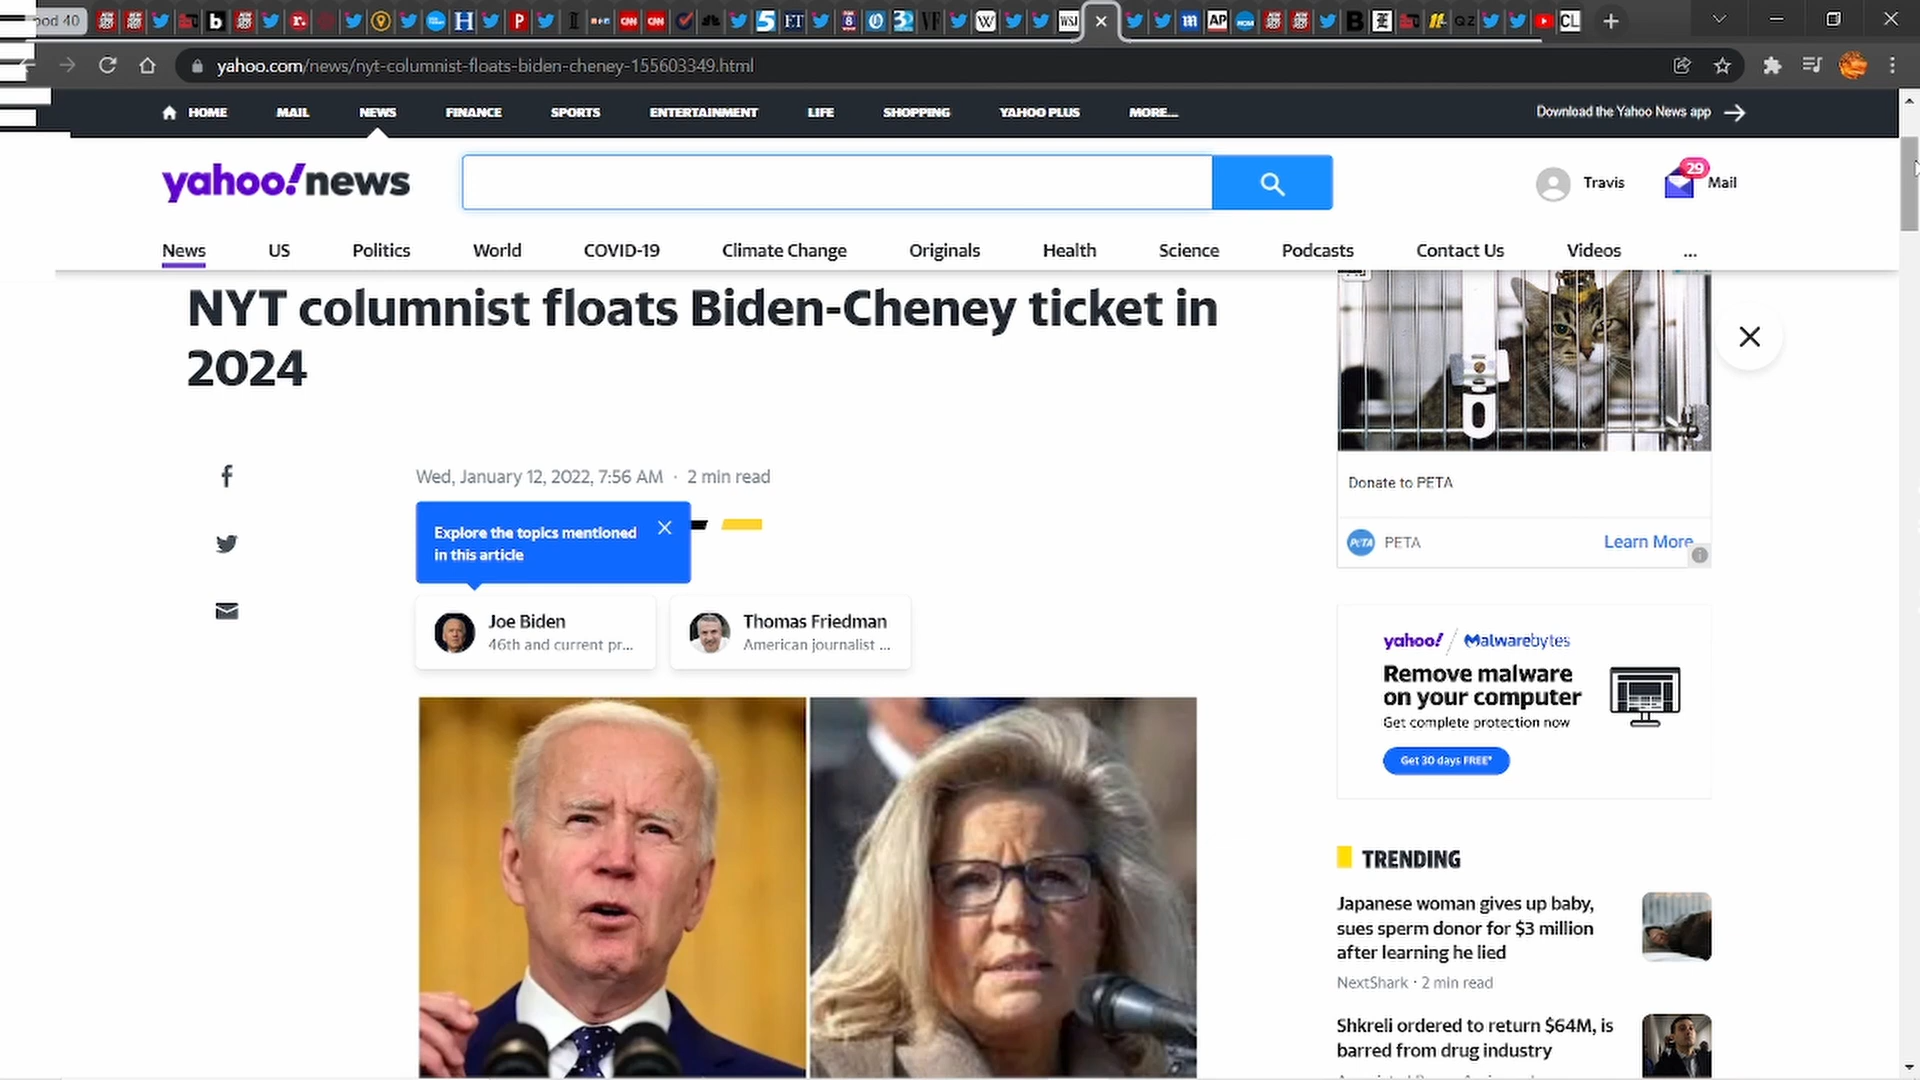 ood 40
yahoo.com/news/nyt-columnist-floats-biden-cheney-155603349.html
HOME MAIL NEWS FINANCE SPORTS ENTERTAINMENT LIFE SHOPPING YAHOO PLUS MORE... Download the Yahoo News app
yahoo!news
Travis
29
Mail
News US Politics World COVID-19 Climate Change Originals Health Science Podcasts Contact Us Videos ...
NYT columnist floats Biden-Cheney ticket in
2024
Wed, January 12, 2022, 7:56 AM · 2 min read
Explore the topics mentioned
in this article
Joe Biden
46th and current pr...
Thomas Friedman
American journalist ...
Donate to PETA
PETA
PETA
Learn More
yahoo! / Malwarebytes
Remove malware
on your computer
Get complete protection now
Get 30 days FREE*
TRENDING
Japanese woman gives up baby,
sues sperm donor for $3 million
after learning he lied
NextShark · 2 min read
Shkreli ordered to return $64M, is
barred from drug industry